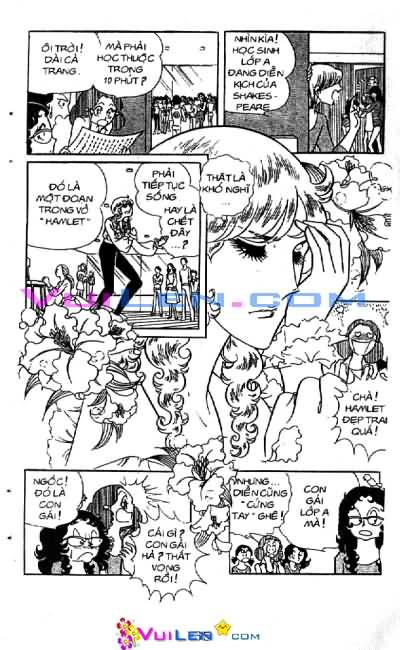 ÔI TRỜI!
DÀI CẢ
TRANG.
MÀ PHẢI
HỌC THUỘC
TRONG
10 PHÚT?
NHÌN KÌA!
HỌC SINH
LỚP A
ĐANG DIỄN
KỊCH CỦA
SHAKES-
PEARE
ĐÓ LÀ
MỘT ĐOẠN
TRONG VỞ
"HAMLET"
PHẢI
TIẾP TỤC
SỐNG
HAY LÀ
CHẾT
ĐÂY
...?
THẬT LÀ
KHÓ NGHĨ
VUILEN.COM
CHÀ!
HAMLET
ĐẸP TRAI
QUÁ!
NGỐC!
ĐÓ LÀ
CON
GÁI!
CÁI GÌ?
CON GÁI
HẢ? THẤT
VỌNG
RỒI!
NHƯNG...
DIỄN CŨNG
"CỨNG
TAY" GHÊ!
CON
GÁI
LỚP A
MÀ!
VUILEN.COM